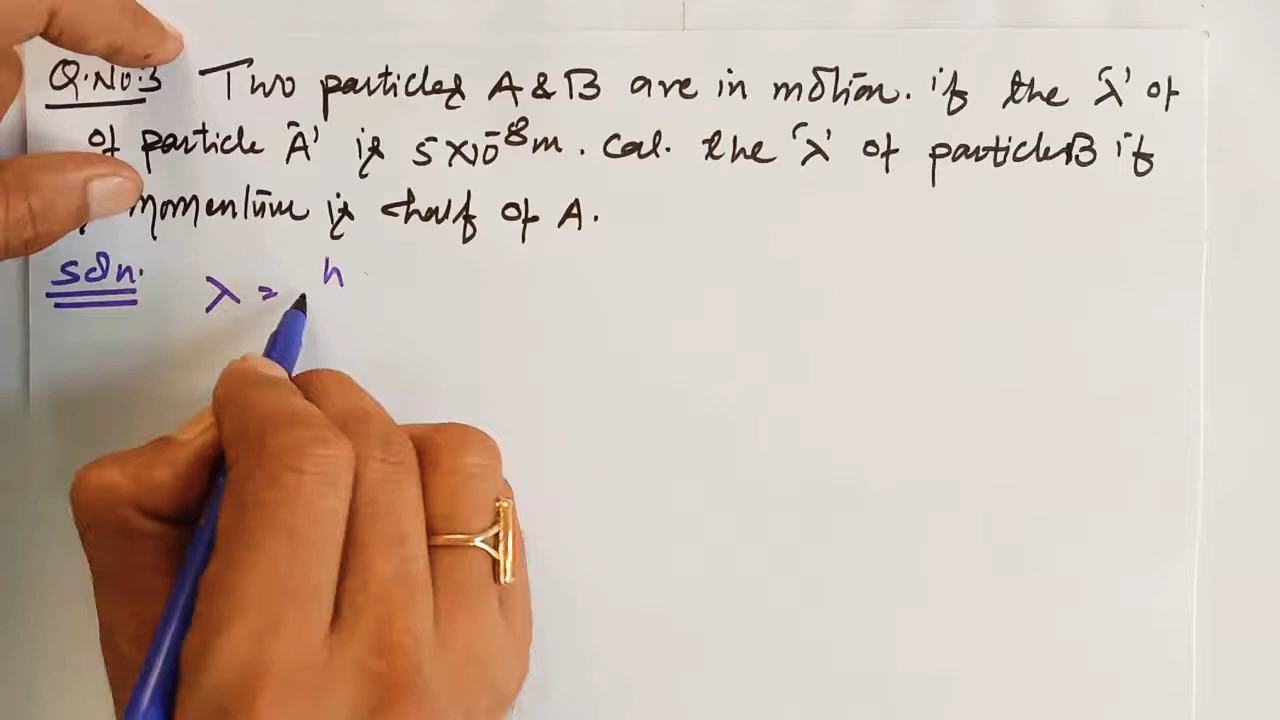 Q.No:3 Two particles A & B are in motion. if the 'λ' of
of particle 'A' is 5×10⁻⁸m. Cal. the 'λ' of particle B if
momentum is half of A.
Soln. λ = h